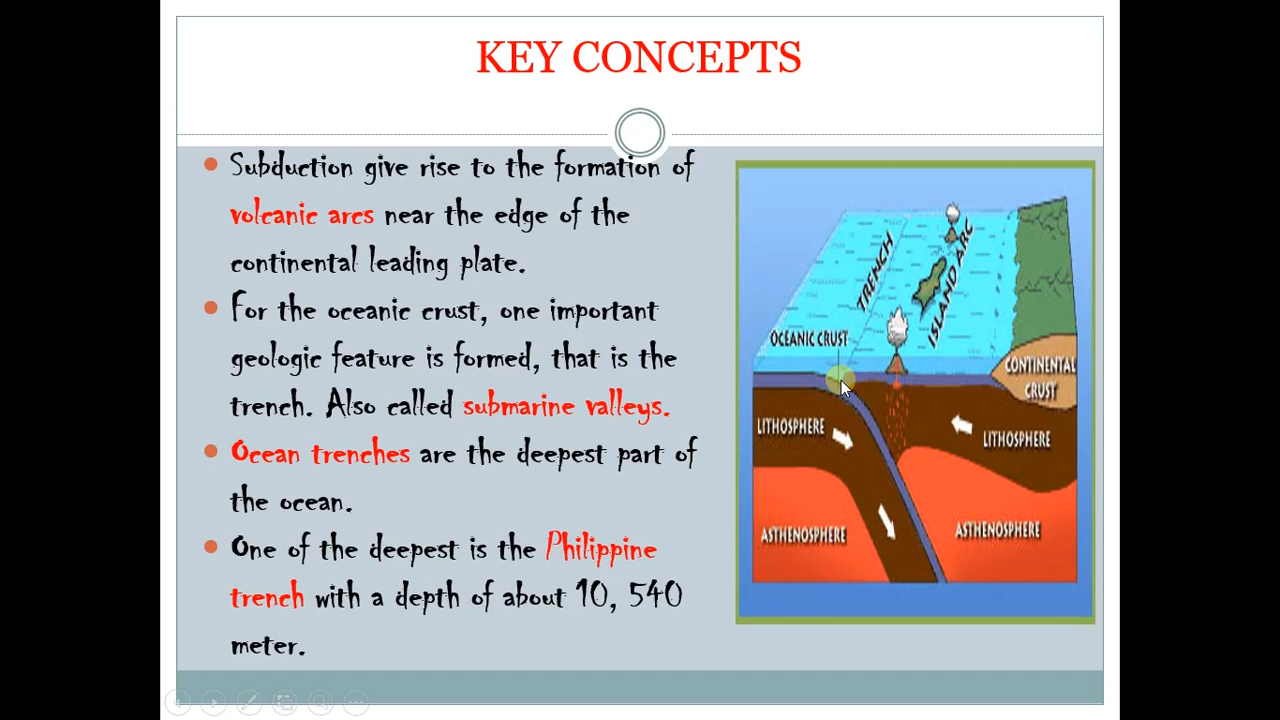 KEY CONCEPTS
Subduction give rise to the formation of
volcanic arcs near the edge of the
continental leading plate.
For the oceanic crust, one important
geologic feature is formed, that is the
trench. Also called submarine valleys.
Ocean trenches are the deepest part of
the ocean.
One of the deepest is the Philippine
trench with a depth of about 10, 540
meter.
TRENCH
ISLAND ARC
OCEANIC CRUST
CONTINENTAL
CRUST
LITHOSPHERE
LITHOSPHERE
ASTHENOSPHERE
ASTHENOSPHERE